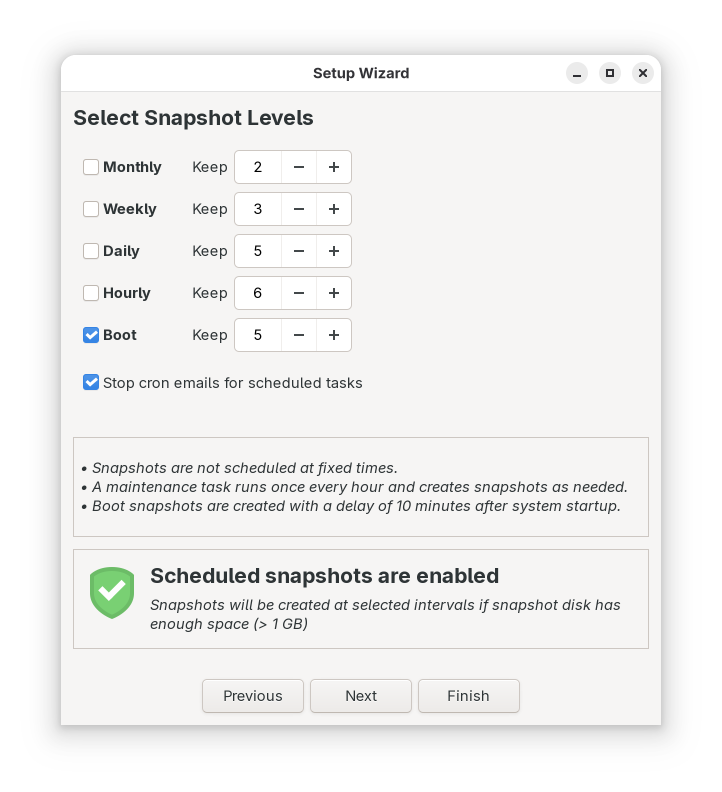 Setup Wizard
Select Snapshot Levels
Monthly Keep 2 − +
Weekly Keep 3 − +
Daily Keep 5 − +
Hourly Keep 6 − +
Boot Keep 5 − +
Stop cron emails for scheduled tasks
• Snapshots are not scheduled at fixed times.
• A maintenance task runs once every hour and creates snapshots as needed.
• Boot snapshots are created with a delay of 10 minutes after system startup.
Scheduled snapshots are enabled
Snapshots will be created at selected intervals if snapshot disk has
enough space (> 1 GB)
Previous Next Finish